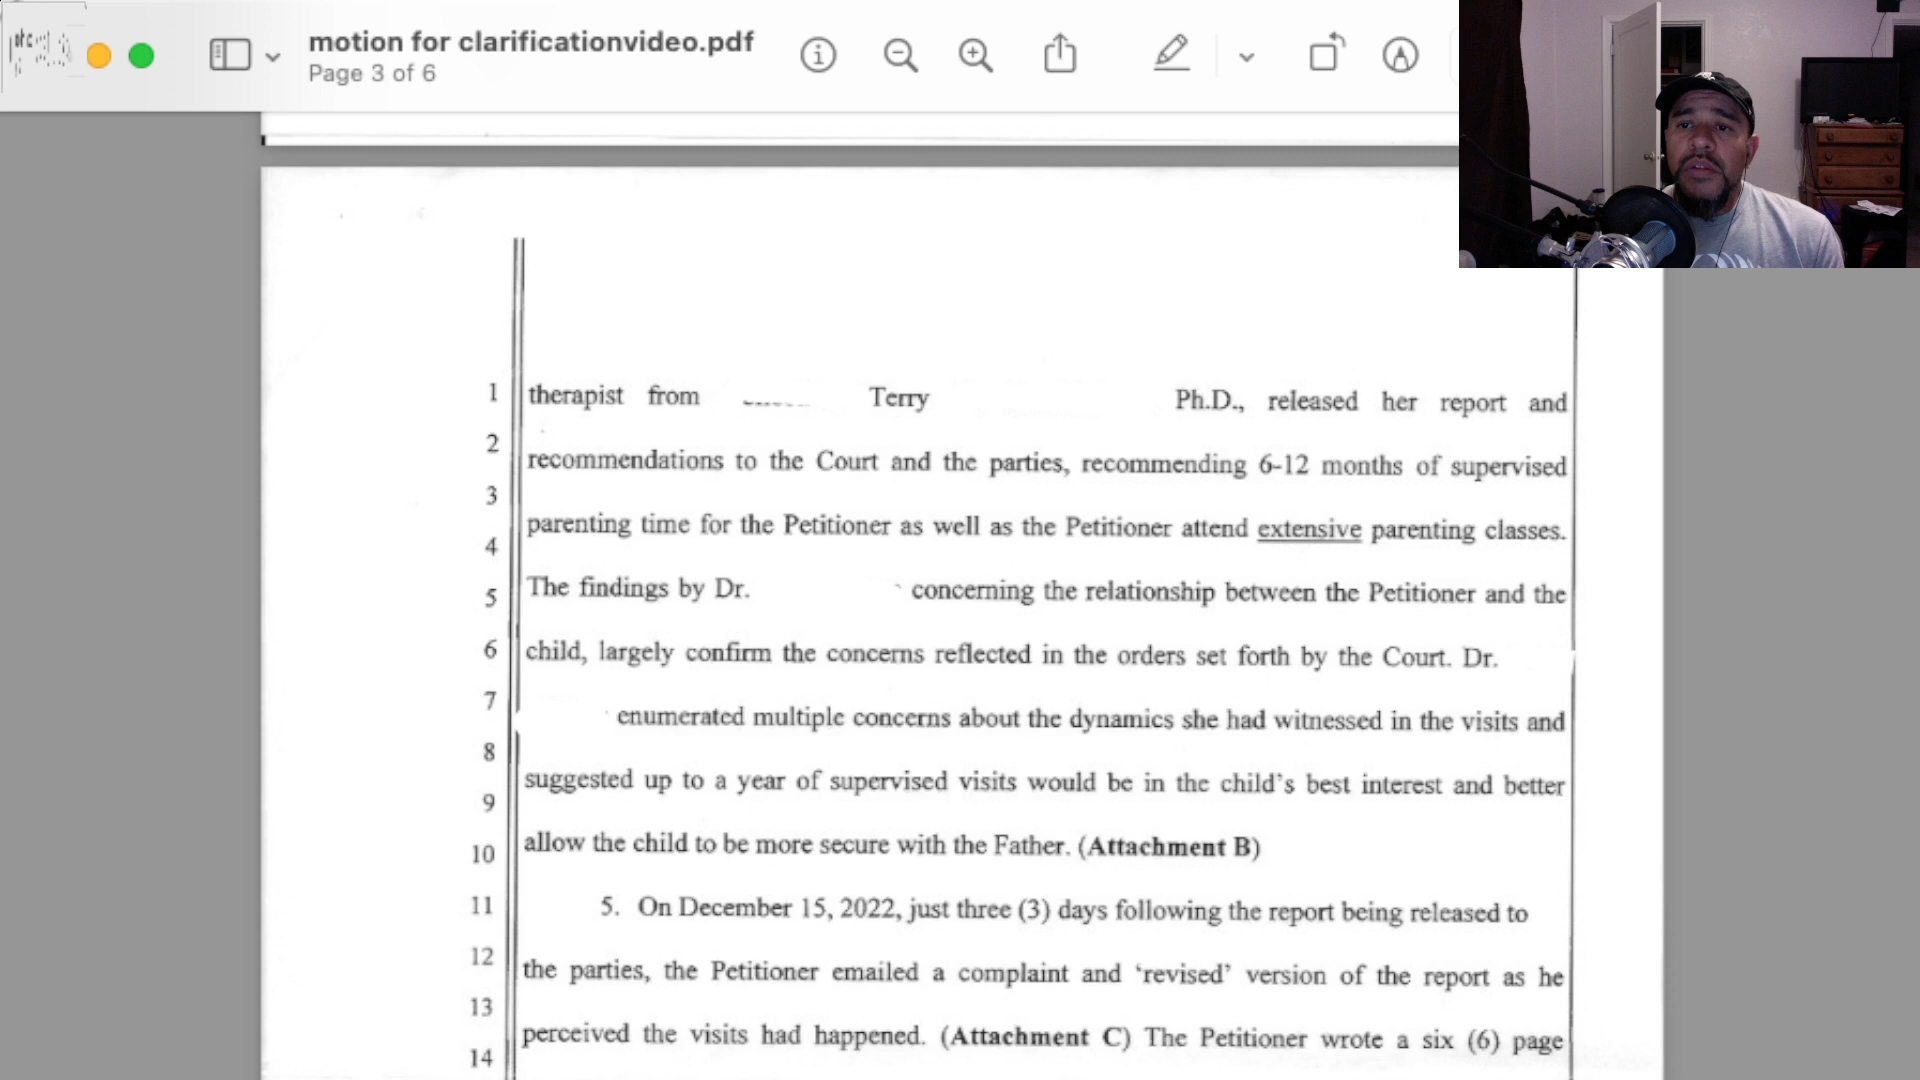 motion for clarificationvideo.pdf
Page 3 of 6
1 therapist from Terry Ph.D., released her report and
2 recommendations to the Court and the parties, recommending 6-12 months of supervised
3
4 parenting time for the Petitioner as well as the Petitioner attend extensive parenting classes.
5 The findings by Dr. concerning the relationship between the Petitioner and the
6 child, largely confirm the concerns reflected in the orders set forth by the Court. Dr.
7 enumerated multiple concerns about the dynamics she had witnessed in the visits and
8
9 suggested up to a year of supervised visits would be in the child's best interest and better
10 allow the child to be more secure with the Father. (Attachment B)
11 5. On December 15, 2022, just three (3) days following the report being released to
12 the parties, the Petitioner emailed a complaint and 'revised' version of the report as he
13
14 perceived the visits had happened. (Attachment C) The Petitioner wrote a six (6) page